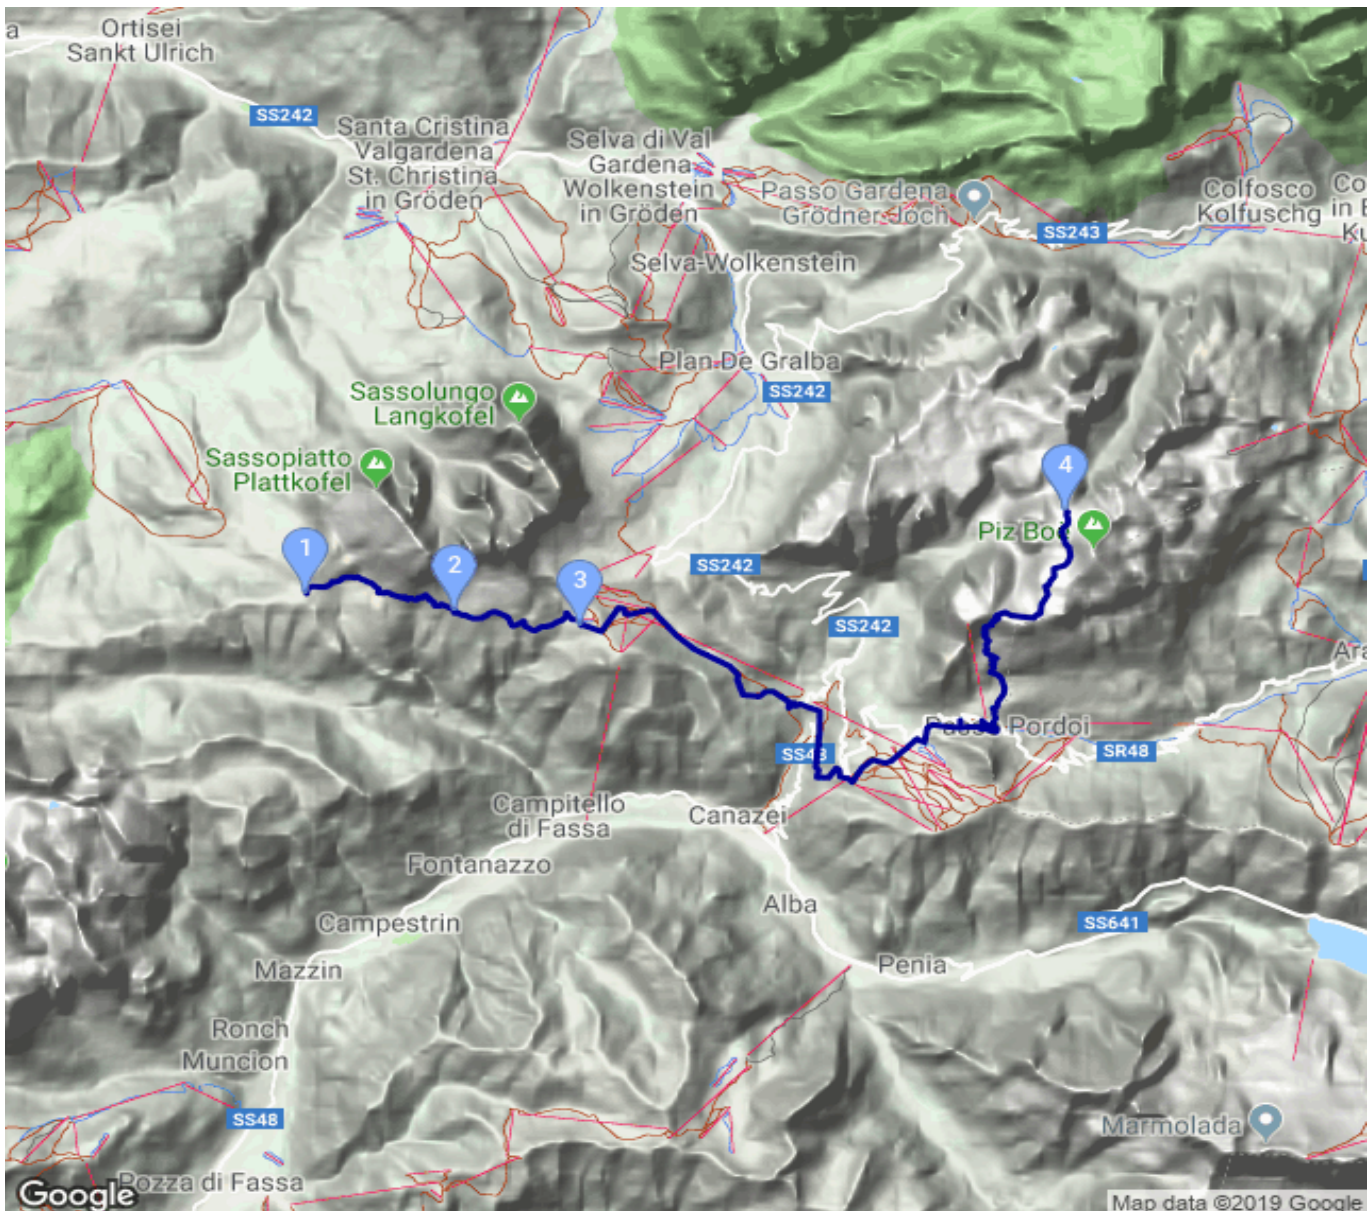 a
Ortisei
Sankt Ulrich
SS242
Santa Cristina
Valgardena
St. Christina
in Gröden
Selva di Val
Gardena
Wolkenstein
in Gröden
Passo Gardena
Grödner Joch
Colfosco
Kolfuschg
SS243
Selva-Wolkenstein
Plan De Gralba
SS242
Sassolungo
Langkofel
Sassopiatto
Plattkofel
4
Piz Bo
1
2
3
SS242
SS242
Pordoi
SS48
SR48
Campitello
di Fassa
Canazei
Fontanazzo
Alba
Campestrin
SS641
Mazzin
Penia
Ronch
Muncion
SS48
Marmolada
Pozza di Fassa
Google
Map data ©2019 Google